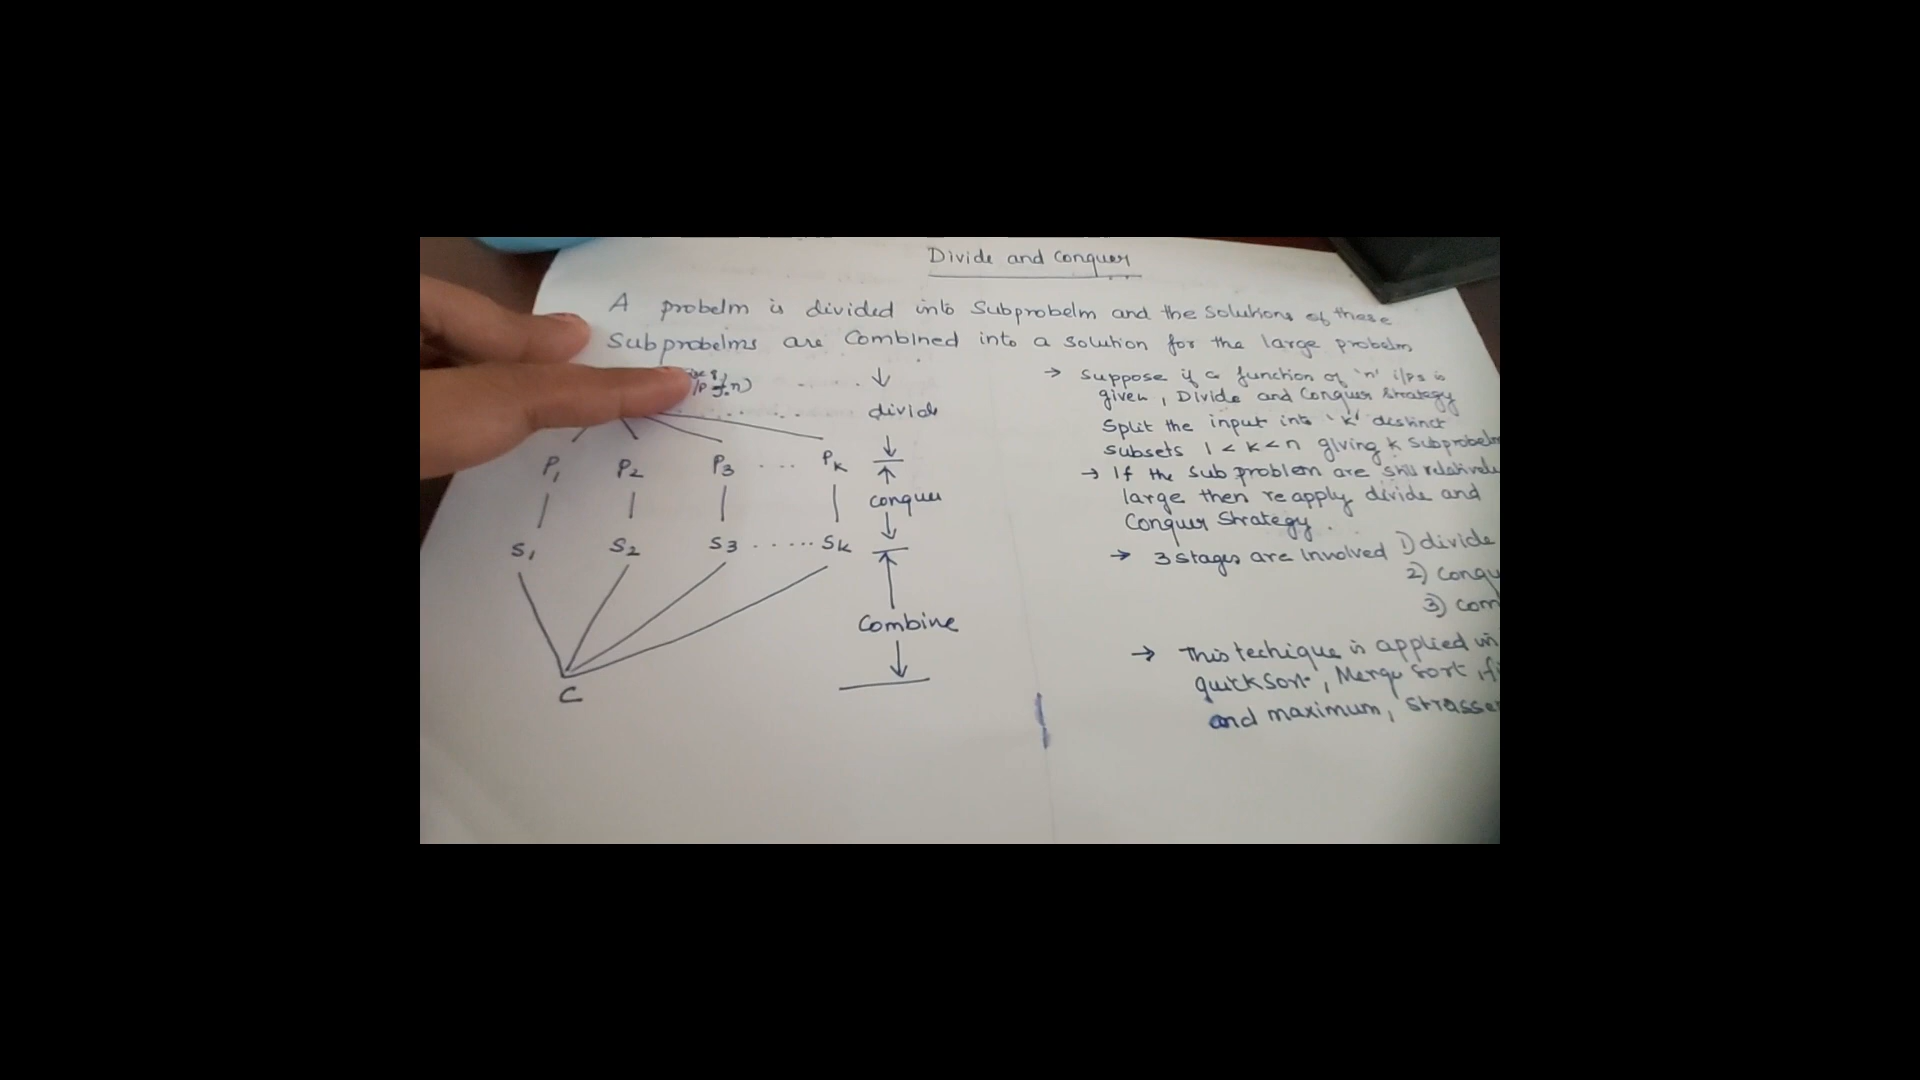 Divide and Conquer
A probelm is divided into Subprobelm and the Solutions of these
Subprobelms are Combined into a solution for the large probelm
n)
. . . . .
divide
P1 P2 P3 . . . PK
conquer
S1 S2 S3 . . . . . . SK
Combine
C
→ Suppose if a function of 'n' i/ps is
given, Divide and Conquer Strategy
Split the input into 'K' distinct
subsets 1 < K < n giving K Subprobelm
→ If the sub problem are still relatively
large then reapply divide and
Conquer Strategy .
→ 3 stages are Involved 1) divide
2) Conqu
3) com
→ This techique is applied in
quickSort, Merge Sort, fi
and maximum, Strasse